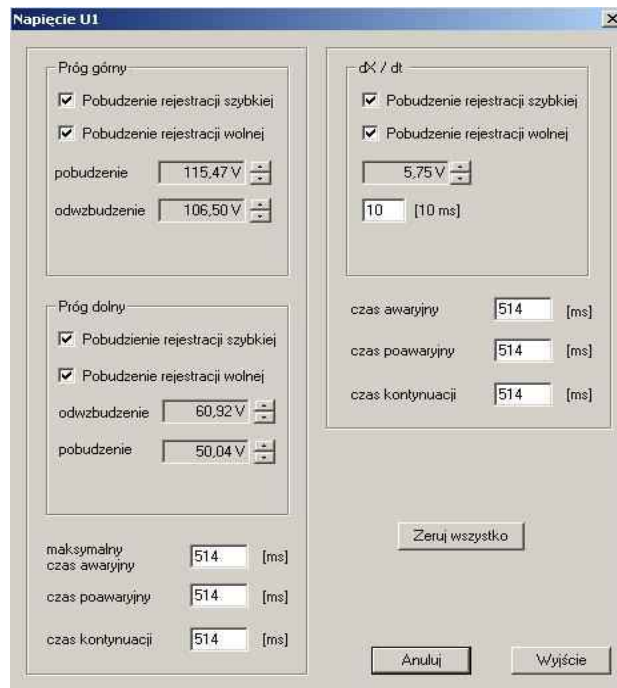 Napięcie U1
Próg górny
Pobudzenie rejestracji szybkiej
Pobudzenie rejestracji wolnej
pobudzenie 115,47 V
odwzbudzenie 106,50 V
Próg dolny
Pobudzienie rejestracji szybkiej
Pobudzenie rejestracji wolnej
odwzbudzenie 60,92 V
pobudzenie 50,04 V
maksymalny
czas awaryjny 514 [ms]
czas poawaryjny 514 [ms]
czas kontynuacji 514 [ms]
dX / dt
Pobudzenie rejestracji szybkiej
Pobudzenie rejestracji wolnej
5,75 V
10 [10 ms]
czas awaryjny 514 [ms]
czas poawaryjny 514 [ms]
czas kontynuacji 514 [ms]
Zeruj wszystko
Anuluj Wyjście